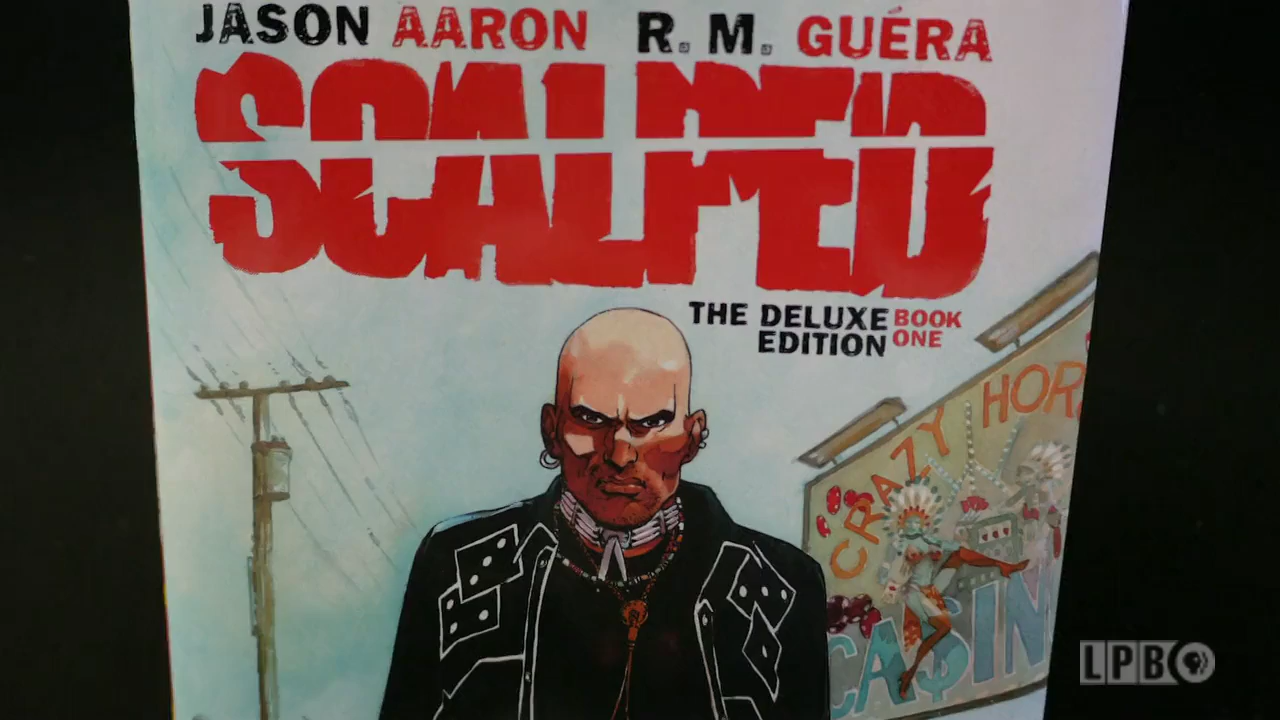 JASON AARON R. M. GUÉRA
SCALPED
THE DELUXE EDITION
BOOK ONE
CRAZY HOR
CA$IN
LPB